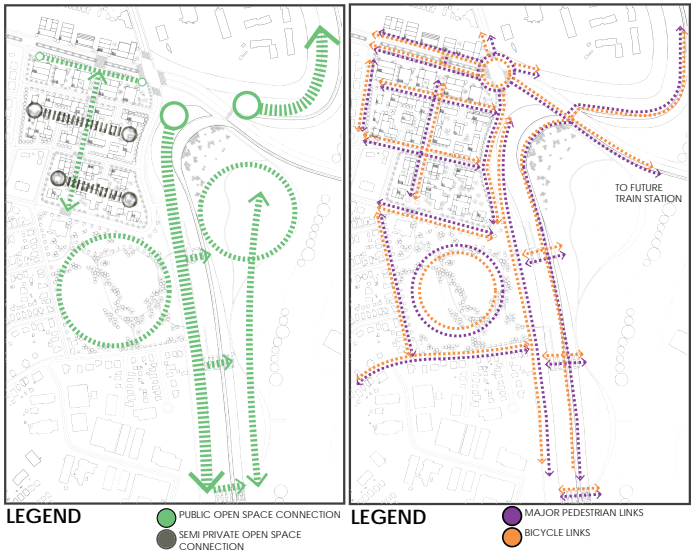 TO FUTURE
TRAIN STATION
LEGEND
PUBLIC OPEN SPACE CONNECTION
SEMI PRIVATE OPEN SPACE
CONNECTION
LEGEND
MAJOR PEDESTRIAN LINKS
BICYCLE LINKS